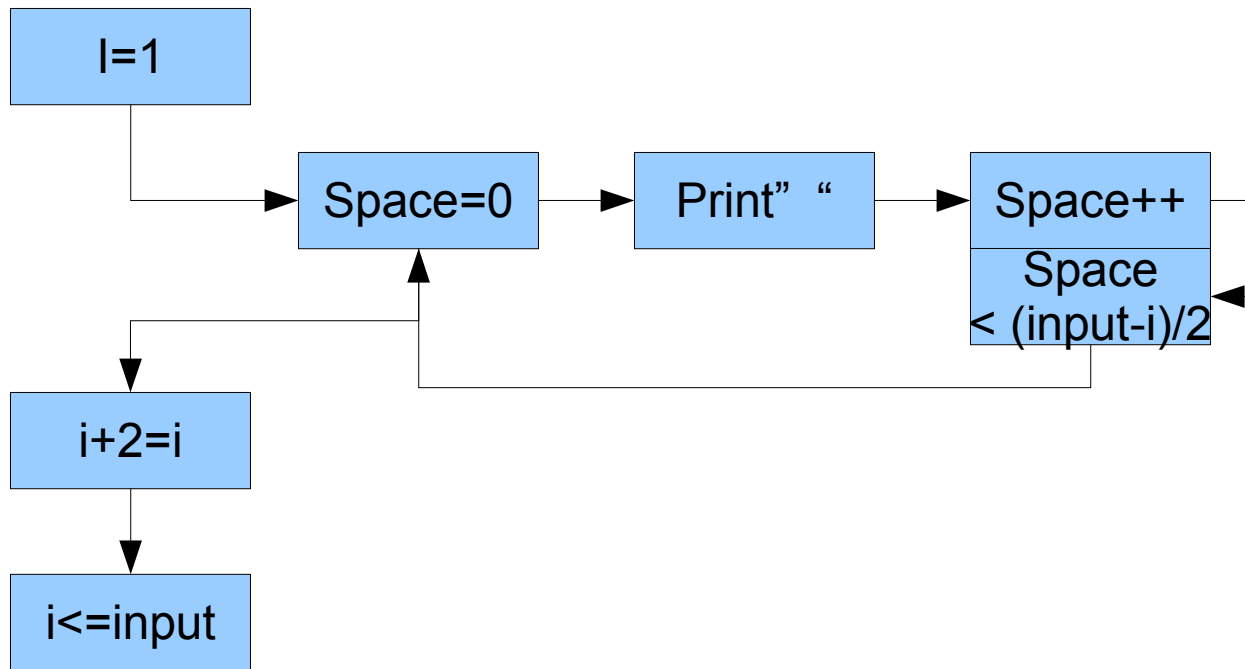 I=1
Space=0
Print” “
Space++
Space
< (input-i)/2
i+2=i
i<=input